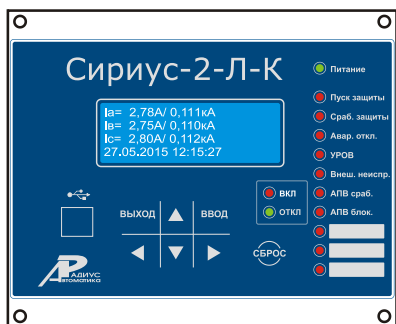 Сириус-2-Л-К
Iа= 2,78А/ 0,111кА
Iв= 2,75А/ 0,110кА
Iс= 2,80А/ 0,112кА
27.05.2015 12:15:27
ВЫХОД
ВВОД
ВКЛ
ОТКЛ
СБРОС
Питание
Пуск защиты
Сраб. защиты
Авар. откл.
УРОВ
Внеш. неиспр.
АПВ сраб.
АПВ блок.
РАДИУС
Автоматика